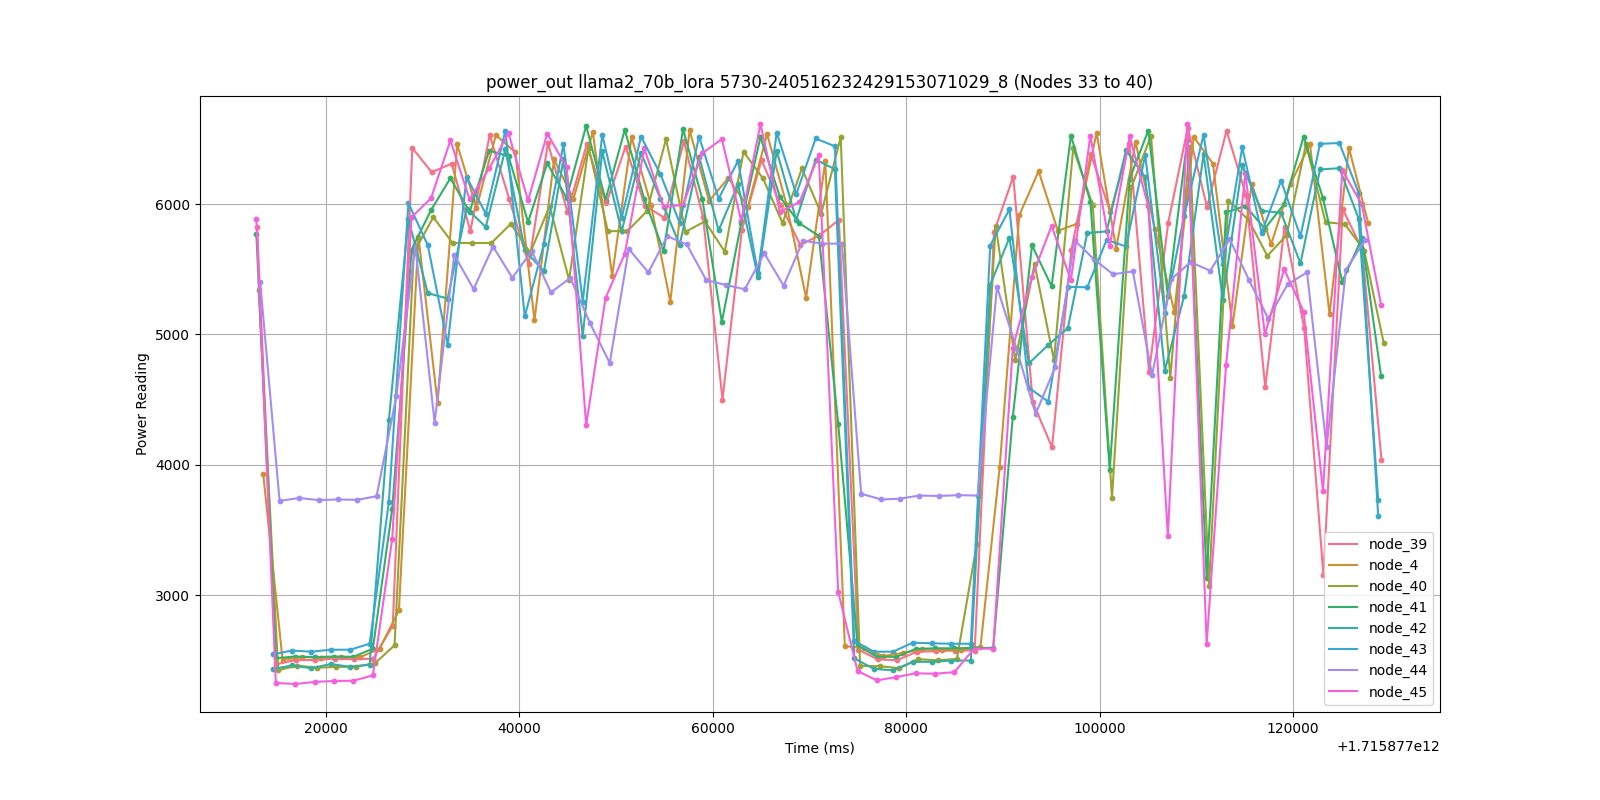 power_out llama2_70b_lora 5730-240516232429153071029_8 (Nodes 33 to 40)
Power Reading
6000
5000
4000
3000
20000
40000
60000
80000
100000
120000
Time (ms)
+1.715877e12
node_39
node_4
node_40
node_41
node_42
node_43
node_44
node_45